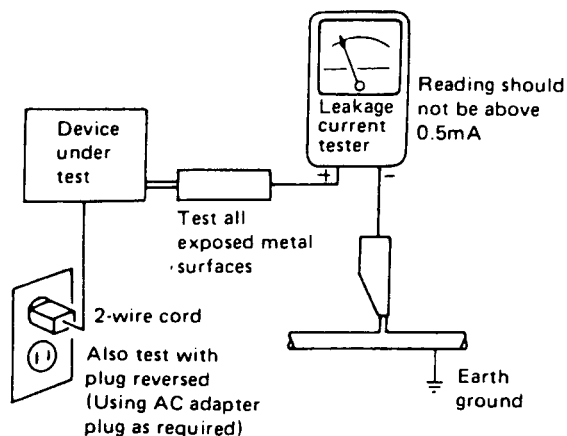 Leakage
current
tester
+
-
Reading should
not be above
0.5mA
Device
under
test
Test all
exposed metal
surfaces
2-wire cord
Also test with
plug reversed
(Using AC adapter
plug as required)
Earth
ground